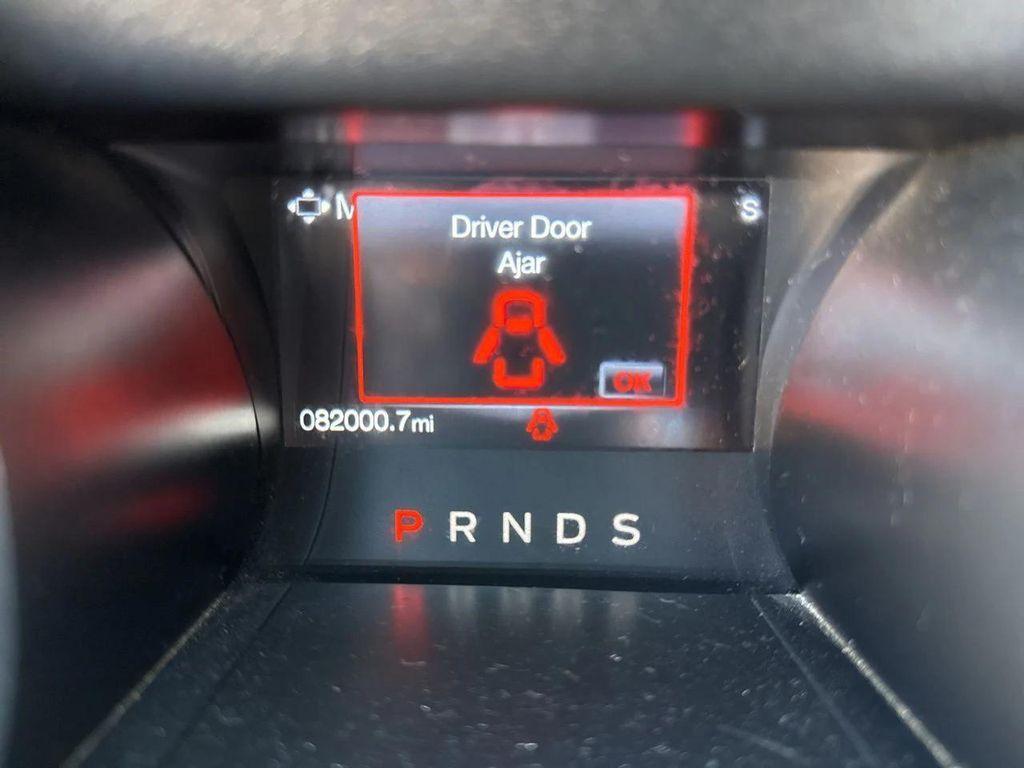 M
S
Driver Door
Ajar
OK
082000.7mi
P R N D S